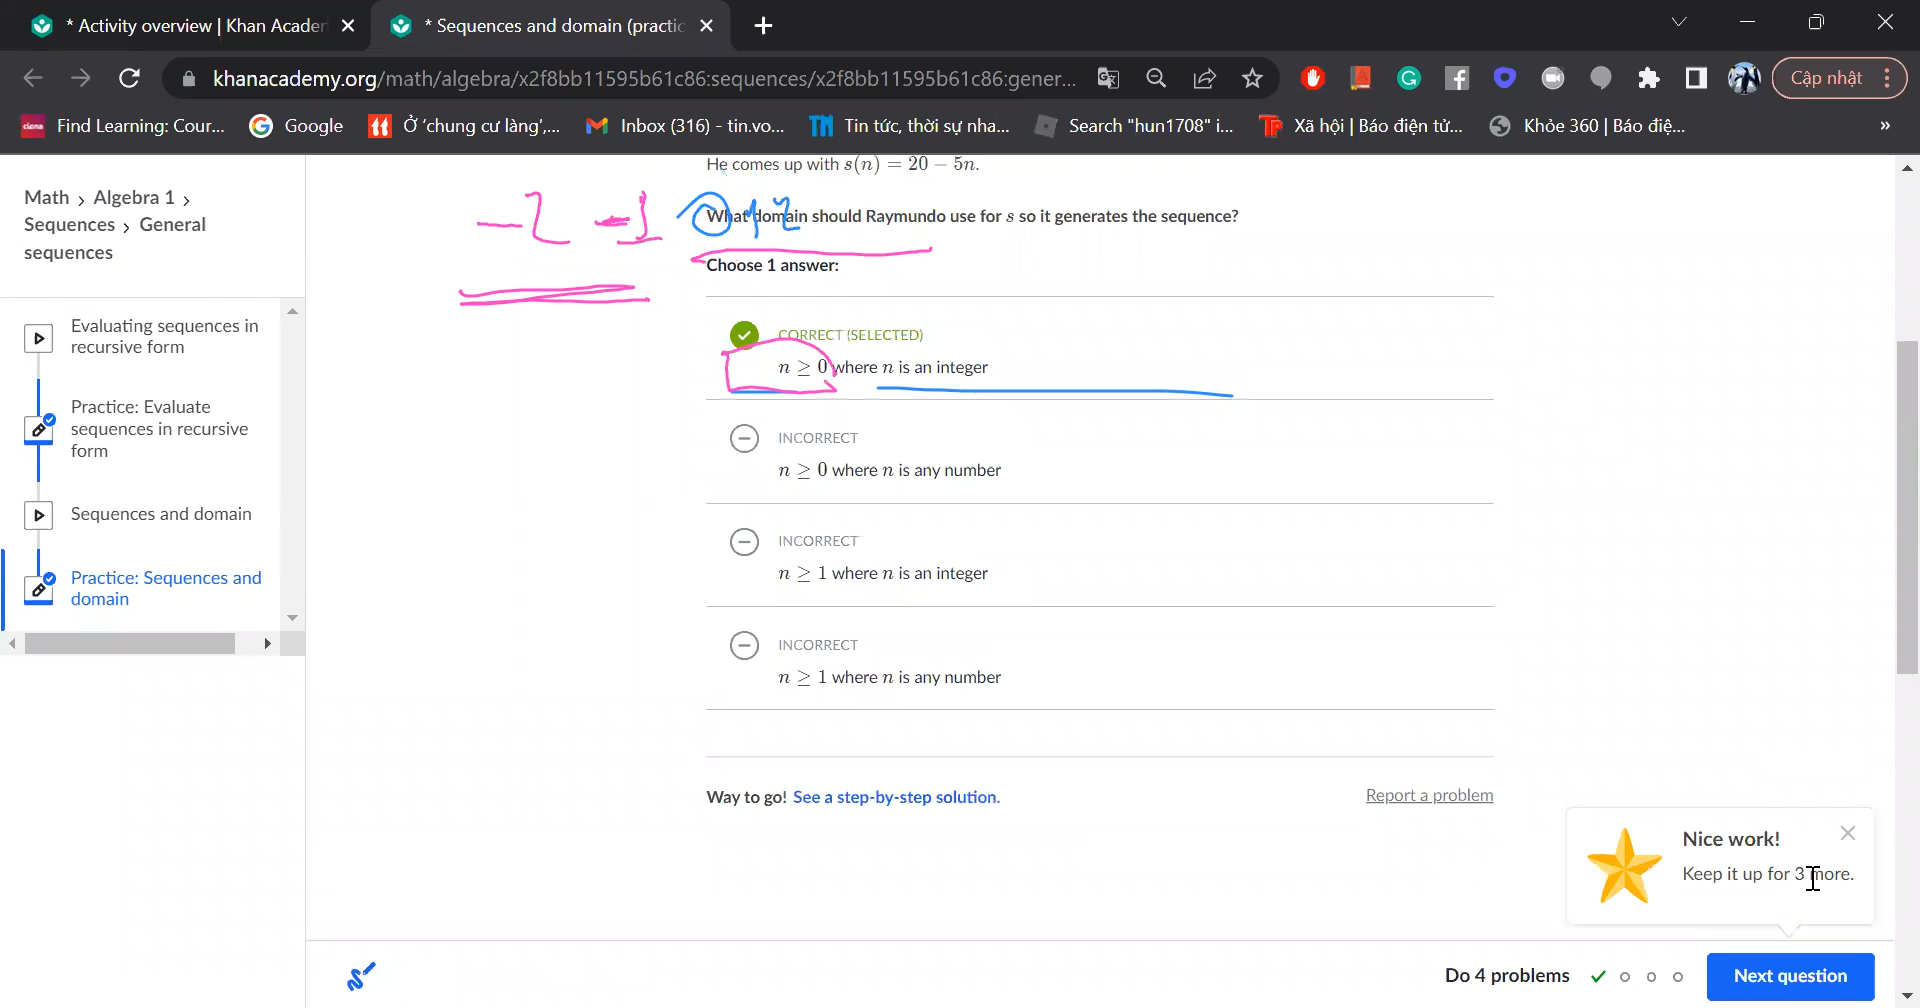 * Activity overview | Khan Acader
* Sequences and domain (practic
khanacademy.org/math/algebra/x2f8bb11595b61c86:sequences/x2f8bb11595b61c86:gener...
Cập nhật
ciena Find Learning: Cour...
Google
Ở 'chung cư làng',...
Inbox (316) - tin.vo...
TN Tin tức, thời sự nha...
Search "hun1708" i...
Xã hội | Báo điện tử...
Khỏe 360 | Báo điệ...
»
Math > Algebra 1 >
Sequences > General
sequences
Evaluating sequences in
recursive form
Practice: Evaluate
sequences in recursive
form
Sequences and domain
Practice: Sequences and
domain
He comes up with s(n) = 20 − 5n.
−2 −1 0 1 2
What domain should Raymundo use for s so it generates the sequence?
Choose 1 answer:
CORRECT (SELECTED)
n ≥ 0 where n is an integer
INCORRECT
n ≥ 0 where n is any number
INCORRECT
n ≥ 1 where n is an integer
INCORRECT
n ≥ 1 where n is any number
Way to go! See a step-by-step solution.
Report a problem
Nice work!
Keep it up for 3 more.
Do 4 problems
Next question